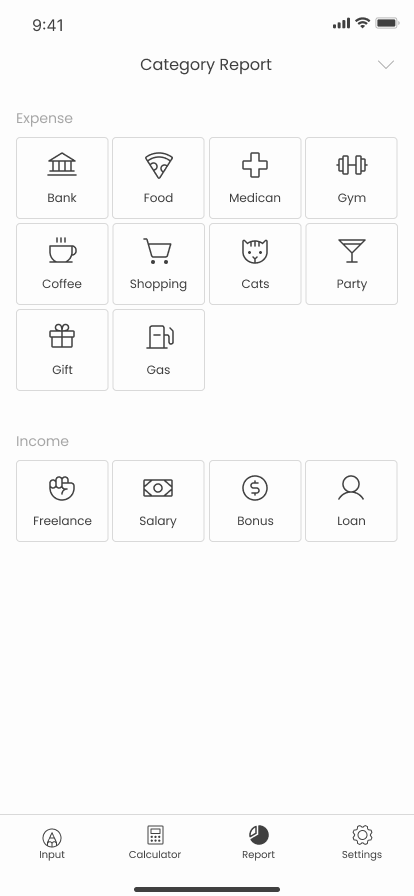 9:41
Category Report
Expense
Bank Food Medican Gym
Coffee Shopping Cats Party
Gift Gas
Income
Freelance Salary Bonus Loan
Input Calculator Report Settings